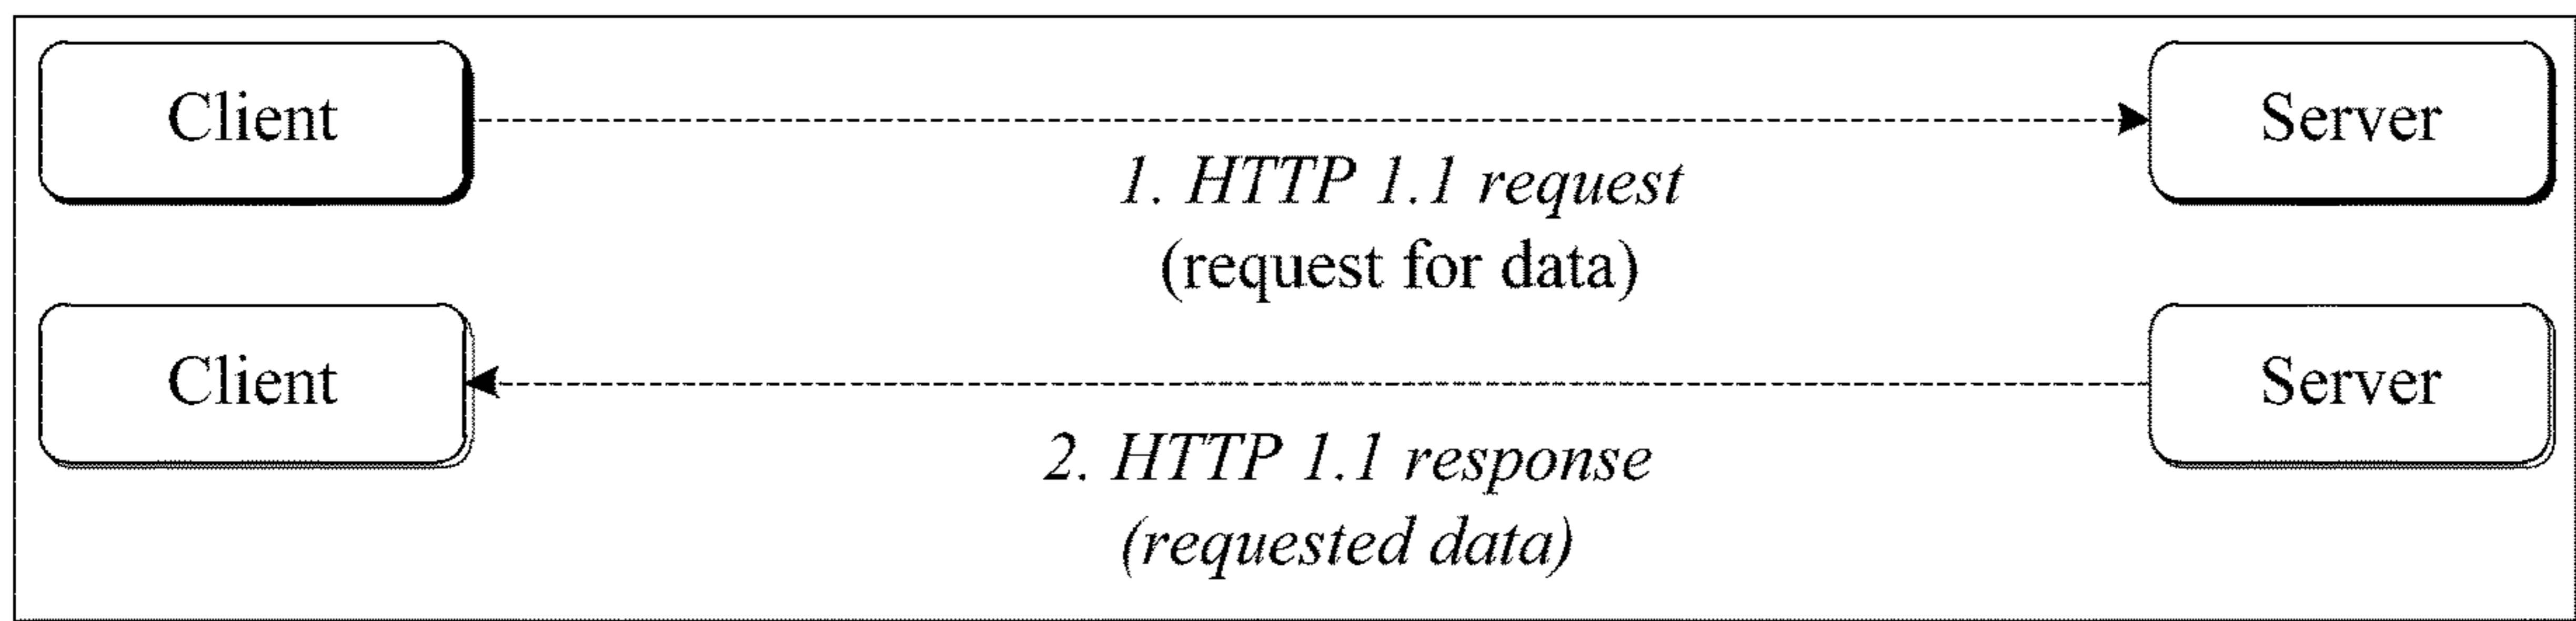 Client
Server
1. HTTP 1.1 request
(request for data)
Client
Server
2. HTTP 1.1 response
(requested data)